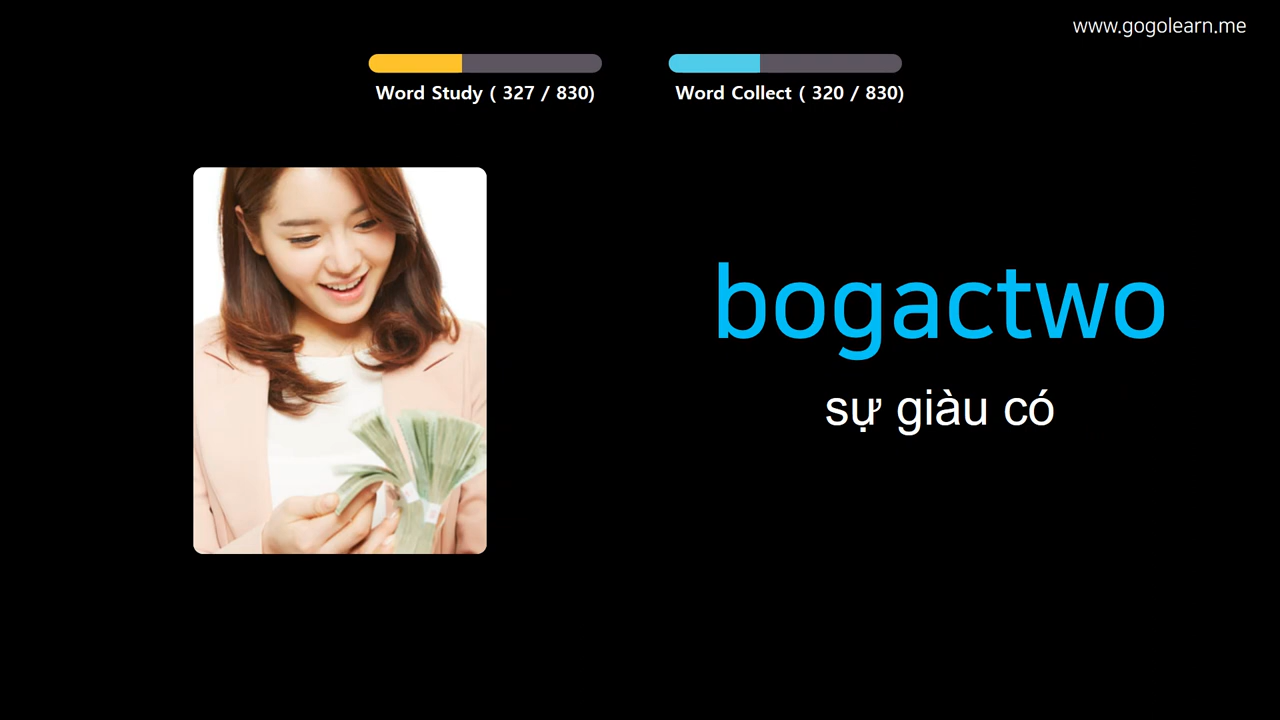 www.gogolearn.me
Word Study ( 327 / 830)
Word Collect ( 320 / 830)
bogactwo
sự giàu có